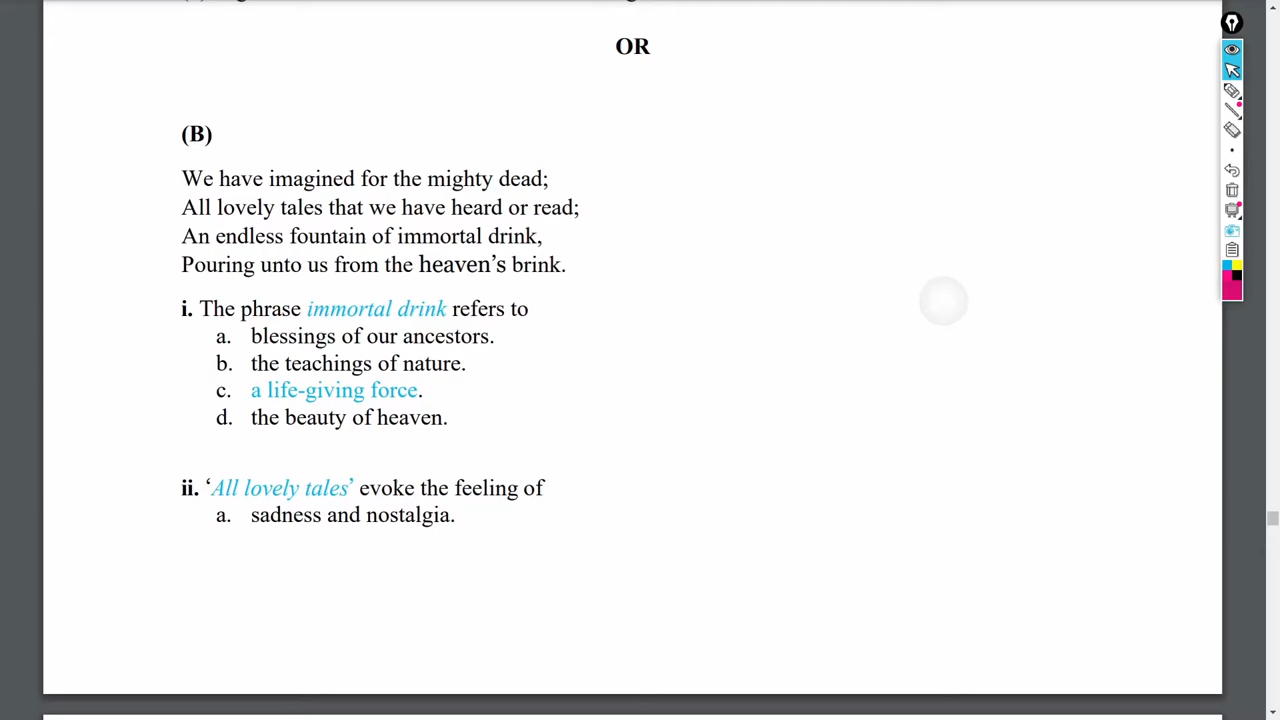 OR
(B)
We have imagined for the mighty dead;
All lovely tales that we have heard or read;
An endless fountain of immortal drink,
Pouring unto us from the heaven's brink.
i. The phrase immortal drink refers to
a. blessings of our ancestors.
b. the teachings of nature.
c. a life-giving force.
d. the beauty of heaven.
ii. ‘All lovely tales’ evoke the feeling of
a. sadness and nostalgia.